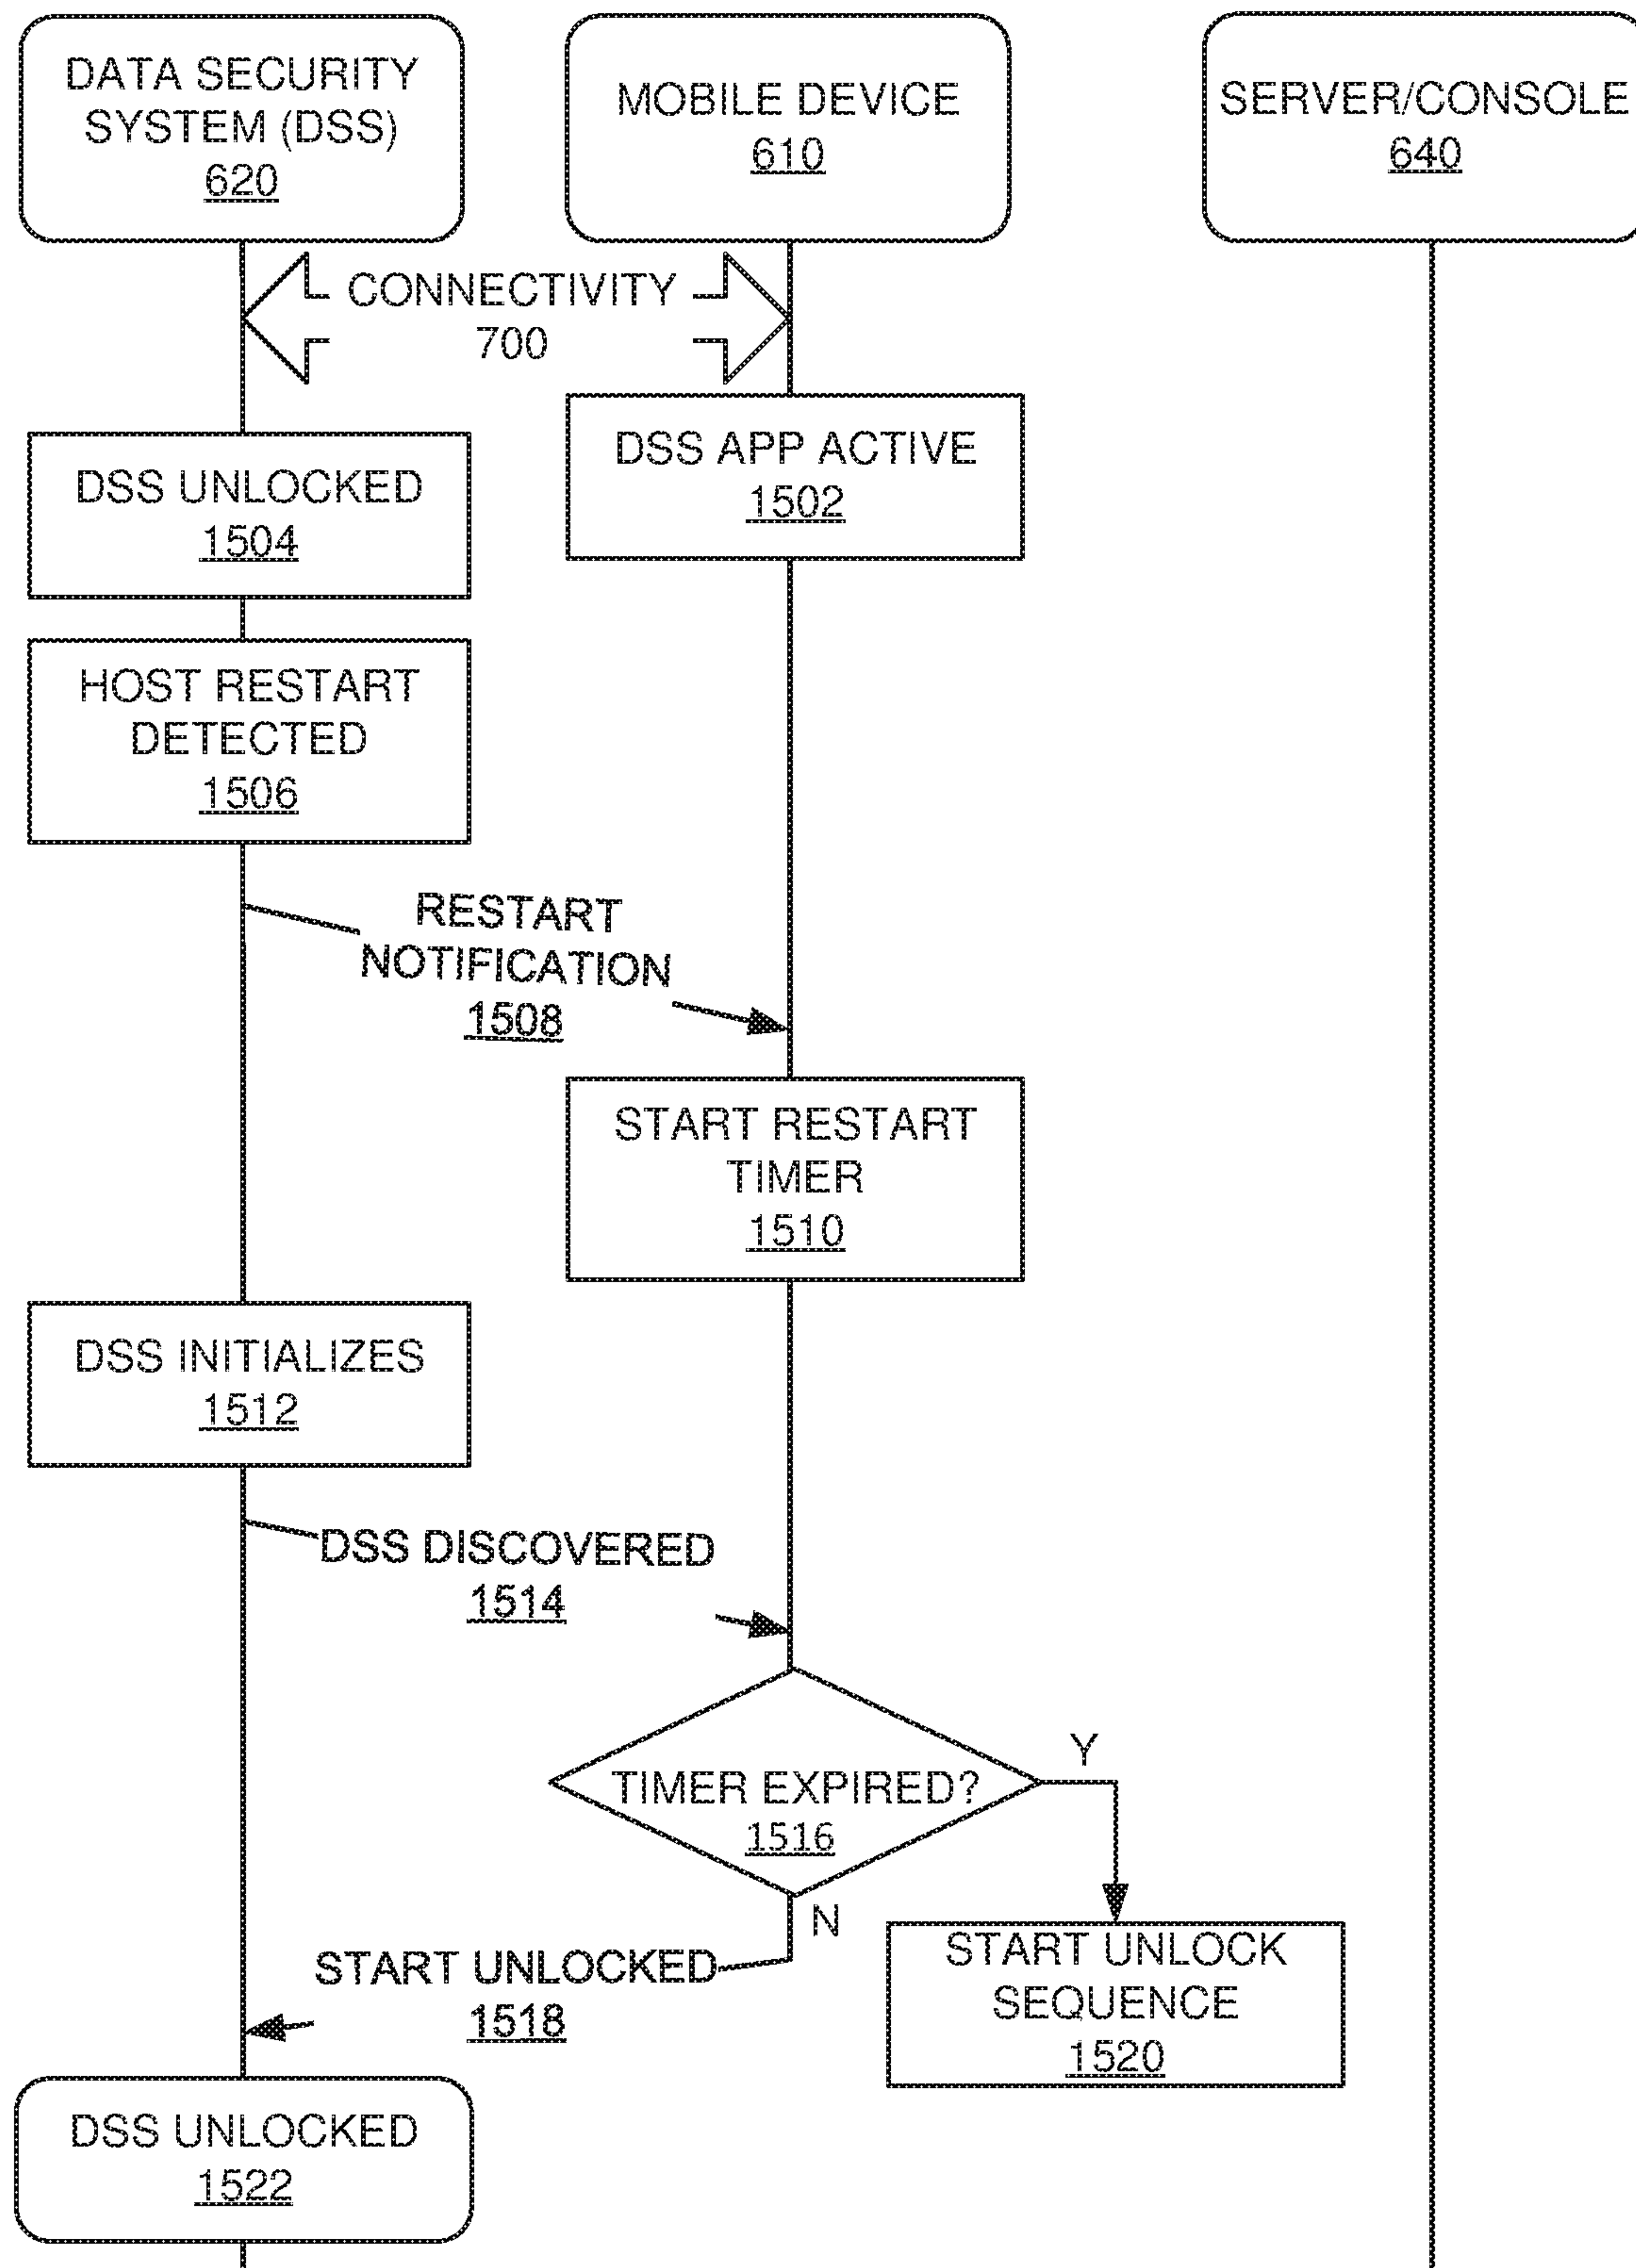 DATA SECURITY
SYSTEM (DSS)
620
MOBILE DEVICE
610
SERVER/CONSOLE
640
CONNECTIVITY
700
DSS APP ACTIVE
1502
DSS UNLOCKED
1504
HOST RESTART
DETECTED
1506
RESTART
NOTIFICATION
1508
START RESTART
TIMER
1510
DSS INITIALIZES
1512
DSS DISCOVERED
1514
TIMER EXPIRED?
1516
Y
N
START UNLOCKED
1518
START UNLOCK
SEQUENCE
1520
DSS UNLOCKED
1522